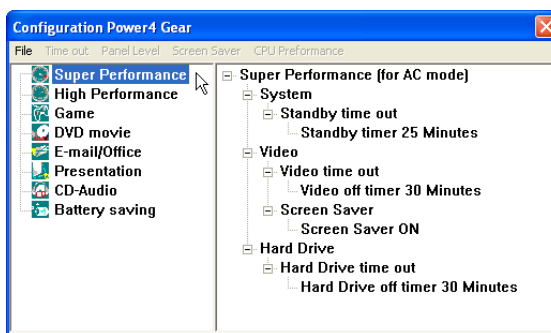 Configuration Power4 Gear
File Time out Panel Level Screen Saver CPU Preformance
Super Performance
High Performance
Game
DVD movie
E-mail/Office
Presentation
CD-Audio
Battery saving
Super Performance (for AC mode)
System
Standby time out
Standby timer 25 Minutes
Video
Video time out
Video off timer 30 Minutes
Screen Saver
Screen Saver ON
Hard Drive
Hard Drive time out
Hard Drive off timer 30 Minutes